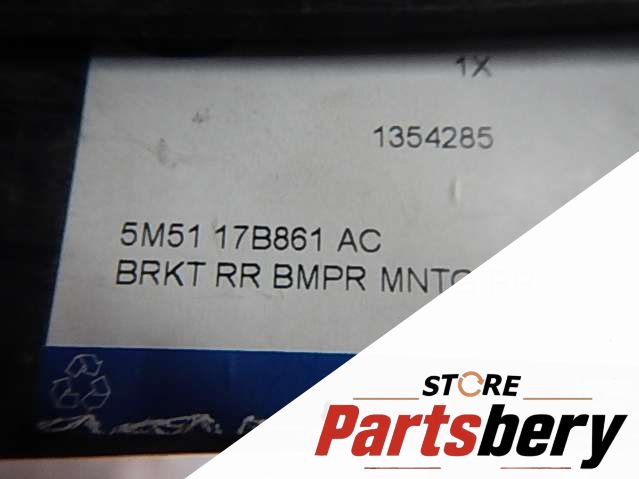 1X
1354285
5M51 17B861 AC
BRKT RR BMPR MNTG
STORE
Partsbery